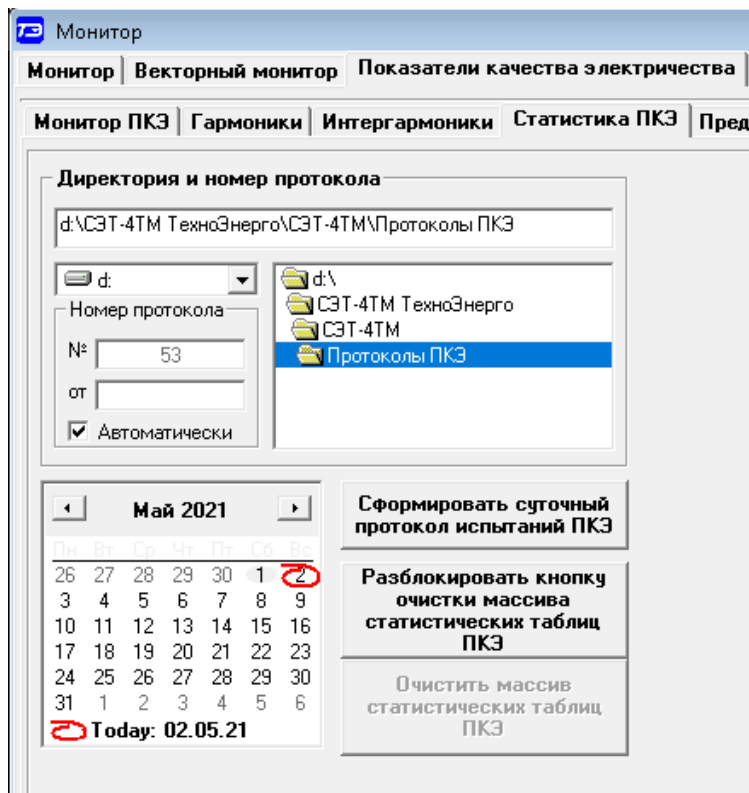 ТЭ Монитор
Монитор Векторный монитор Показатели качества электричества
Монитор ПКЭ Гармоники Интергармоники Статистика ПКЭ Пред
Директория и номер протокола
d:\СЭТ-4ТМ ТехноЭнерго\СЭТ-4ТМ\Протоколы ПКЭ
d:
d:\
СЭТ-4ТМ ТехноЭнерго
СЭТ-4ТМ
Протоколы ПКЭ
Номер протокола
№ 53
от
Автоматически
Май 2021
Пн Вт Ср Чт Пт Сб Вс
26 27 28 29 30 1 2
3 4 5 6 7 8 9
10 11 12 13 14 15 16
17 18 19 20 21 22 23
24 25 26 27 28 29 30
31 1 2 3 4 5 6
Today: 02.05.21
Сформировать суточный
протокол испытаний ПКЭ
Разблокировать кнопку
очистки массива
статистических таблиц
ПКЭ
Очистить массив
статистических таблиц
ПКЭ